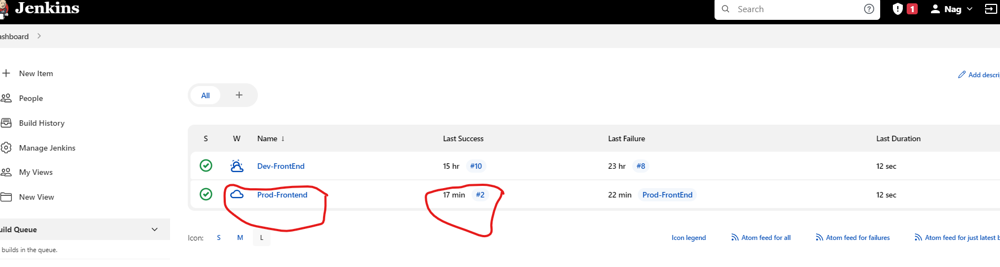 Jenkins
Search
1
Nag
ashboard
New Item
People
Build History
Manage Jenkins
My Views
New View
uild Queue
builds in the queue.
Add descri
All
S W Name ↓ Last Success Last Failure Last Duration
Dev-FrontEnd 15 hr #10 23 hr #8 12 sec
Prod-Frontend 17 min #2 22 min Prod-FrontEnd 12 sec
Icon: S M L
Icon legend Atom feed for all Atom feed for failures Atom feed for just latest b